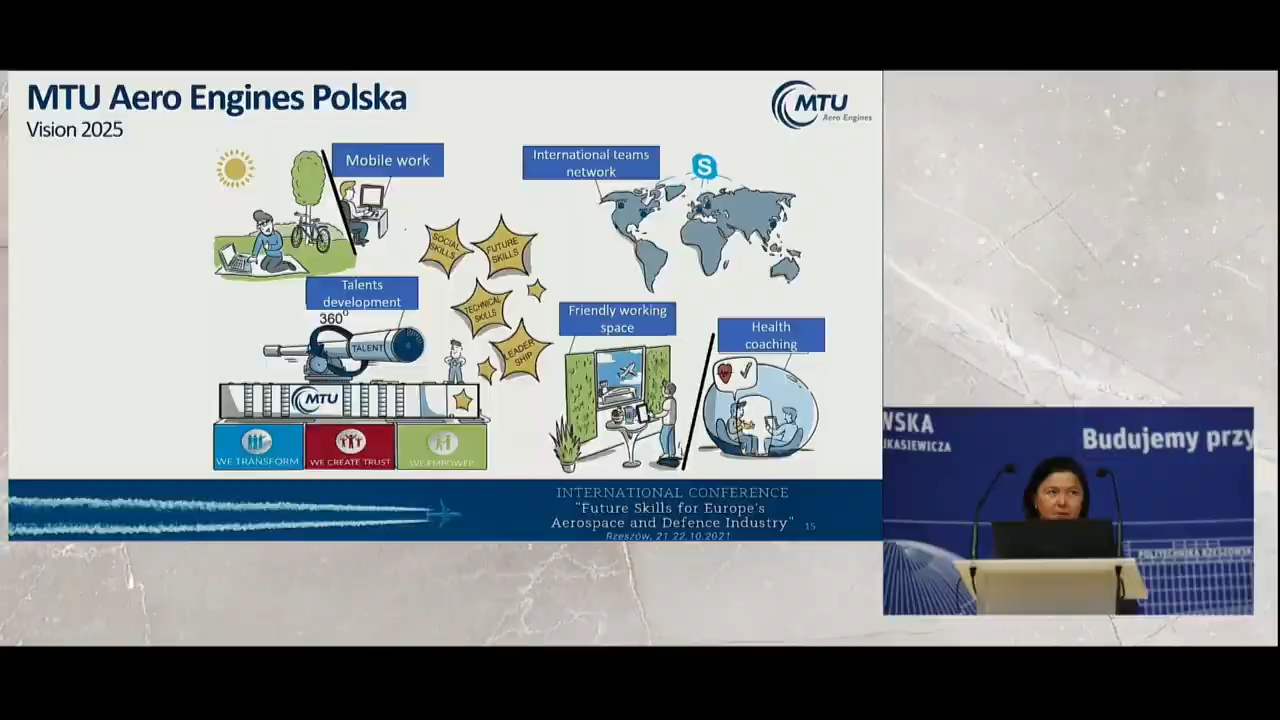 MTU Aero Engines Polska
Vision 2025
MTU
Aero Engines
Mobile work
International teams
network
S
SOCIAL
SKILLS
FUTURE
SKILLS
Talents
development
360°
TECHNICAL
SKILLS
Friendly working
space
Health
coaching
LEADER
SHIP
TALENT
MTU
WE TRANSFORM
WE CREATE TRUST
WE EMPOWER
INTERNATIONAL CONFERENCE
"Future Skills for Europe's
Aerospace and Defence Industry"
15
Rzeszów, 21 22.10.2021
WSKA
UKASIEWICZA
Budujemy przy
POLITECHNIKA RZESZOWSK